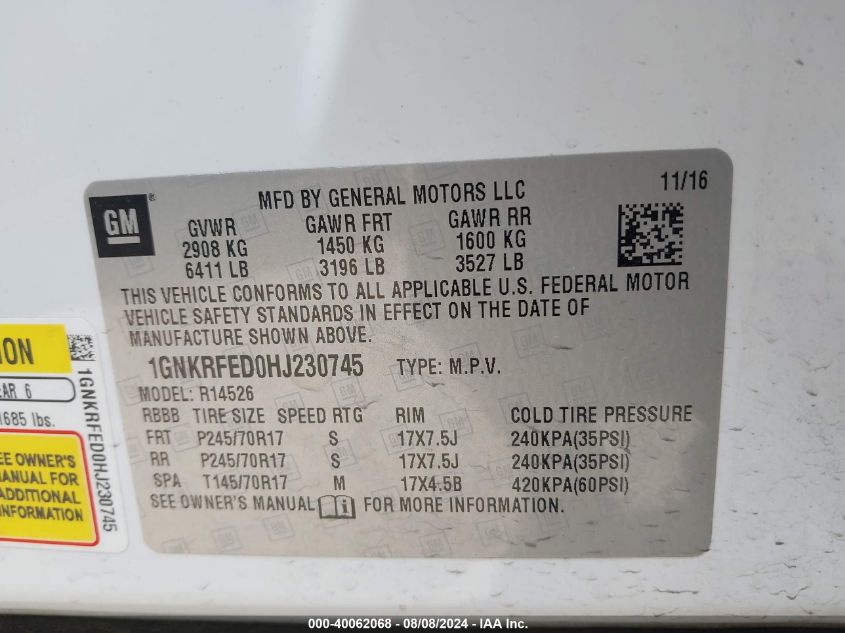 MFD BY GENERAL MOTORS LLC
11/16
GM
®
GVWR GAWR FRT GAWR RR
2908 KG 1450 KG 1600 KG
6411 LB 3196 LB 3527 LB
THIS VEHICLE CONFORMS TO ALL APPLICABLE U.S. FEDERAL MOTOR
VEHICLE SAFETY STANDARDS IN EFFECT ON THE DATE OF
MANUFACTURE SHOWN ABOVE.
1GNKRFED0HJ230745 TYPE: M.P.V.
MODEL: R14526
RBBB TIRE SIZE SPEED RTG RIM COLD TIRE PRESSURE
FRT P245/70R17 S 17X7.5J 240KPA(35PSI)
RR P245/70R17 S 17X7.5J 240KPA(35PSI)
SPA T145/70R17 M 17X4.5B 420KPA(60PSI)
SEE OWNER'S MANUAL FOR MORE INFORMATION.
ION
EAR 6
1685 lbs.
EE OWNER'S
MANUAL FOR
ADDITIONAL
INFORMATION
1GNKRFED0HJ230745
000-40062068 - 08/08/2024 - Copyright © IAA, Inc.